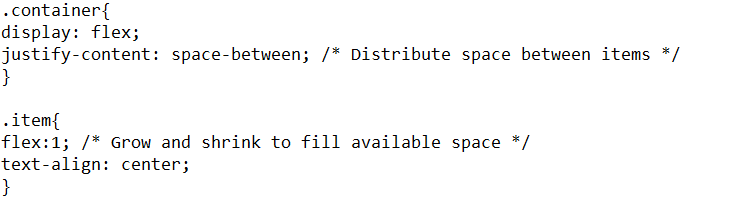 .container{
display: flex;
justify-content: space-between; /* Distribute space between items */
}
.item{
flex:1; /* Grow and shrink to fill available space */
text-align: center;
}